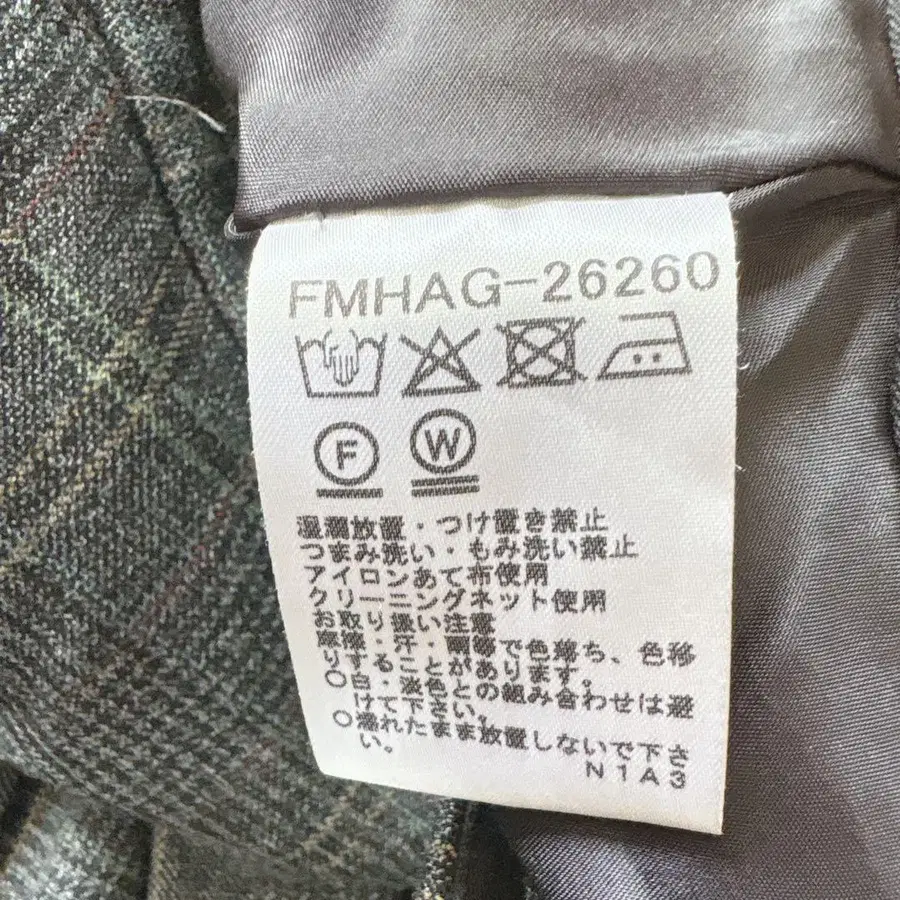 FMHAG-26260
F W
湿潤放置・つけ置き禁止
つまみ洗い・もみ洗い禁止
アイロンあて布使用
クリーニングネット使用
お取り扱い注意
摩擦・汗・雨等で色落ち、色移
りすることがあります。
○白・淡色との組み合わせは避
けて下さい。
○濡れたまま放置しないで下さ
い。
N1A3